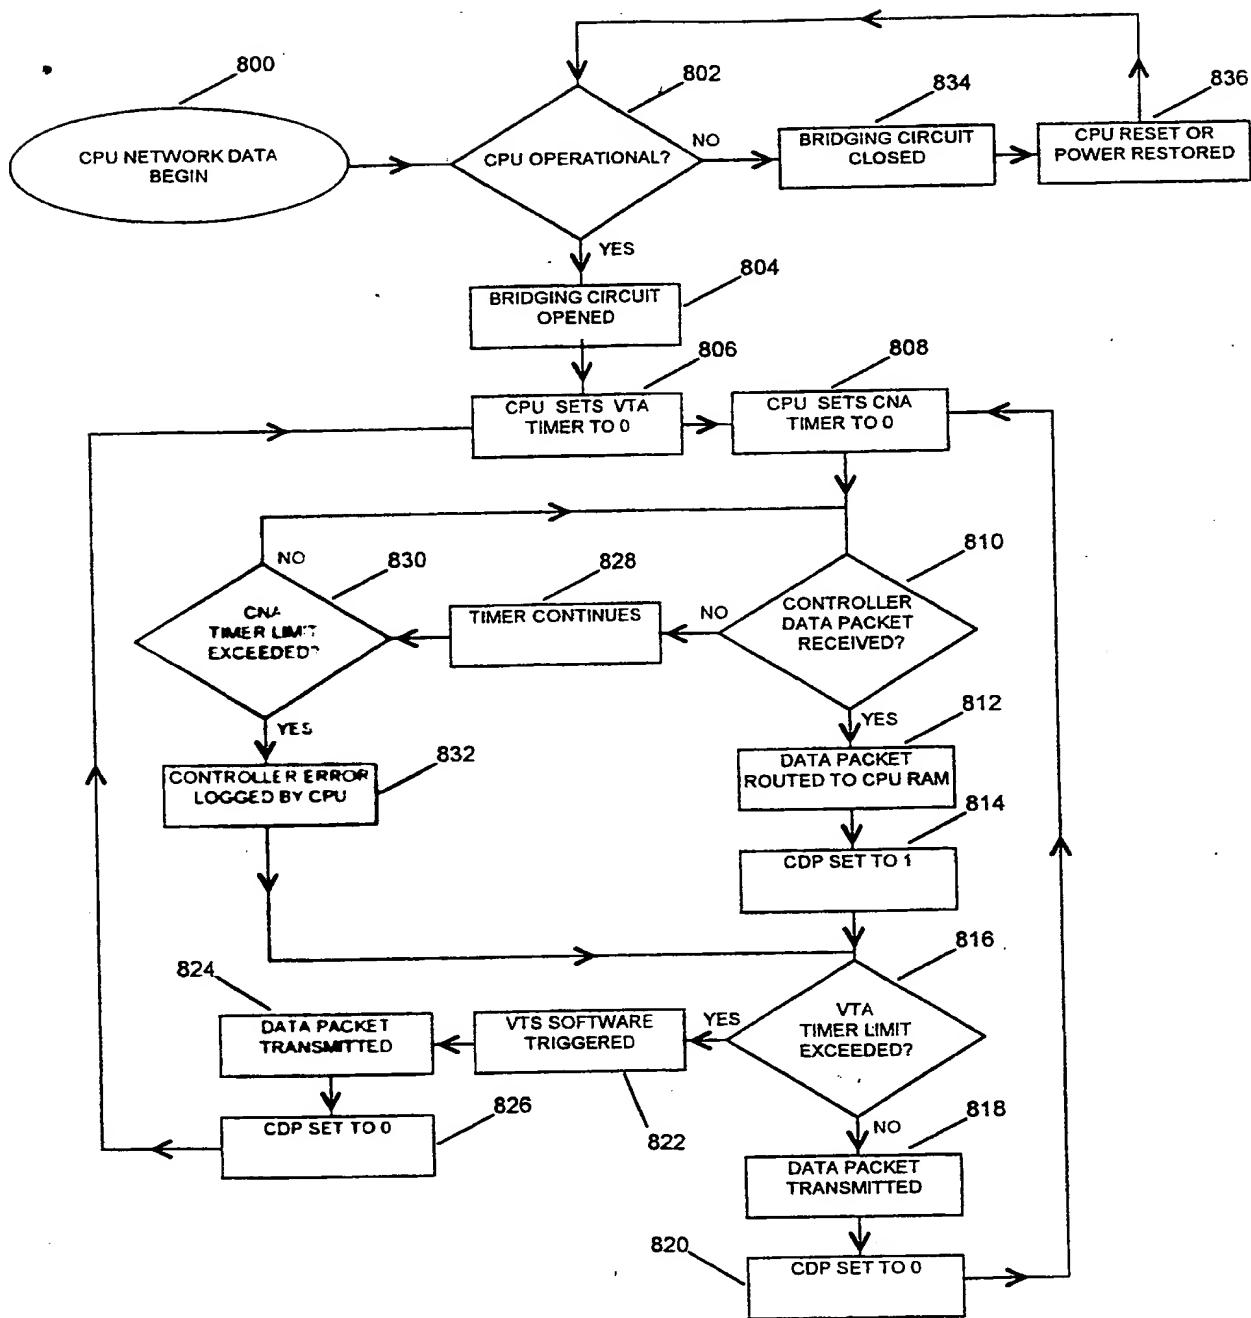 800
CPU NETWORK DATA
BEGIN
802
CPU OPERATIONAL?
NO
834
BRIDGING CIRCUIT
CLOSED
836
CPU RESET OR
POWER RESTORED
YES
804
BRIDGING CIRCUIT
OPENED
806
CPU SETS VTA
TIMER TO 0
808
CPU SETS CNA
TIMER TO 0
810
CONTROLLER
DATA PACKET
RECEIVED?
NO
828
TIMER CONTINUES
830
NO
CNA
TIMER LIMIT
EXCEEDED?
YES
832
CONTROLLER ERROR
LOGGED BY CPU
YES
812
DATA PACKET
ROUTED TO CPU RAM
814
CDP SET TO 1
816
VTA
TIMER LIMIT
EXCEEDED?
YES
VTS SOFTWARE
TRIGGERED
822
824
DATA PACKET
TRANSMITTED
826
CDP SET TO 0
NO
818
DATA PACKET
TRANSMITTED
820
CDP SET TO 0